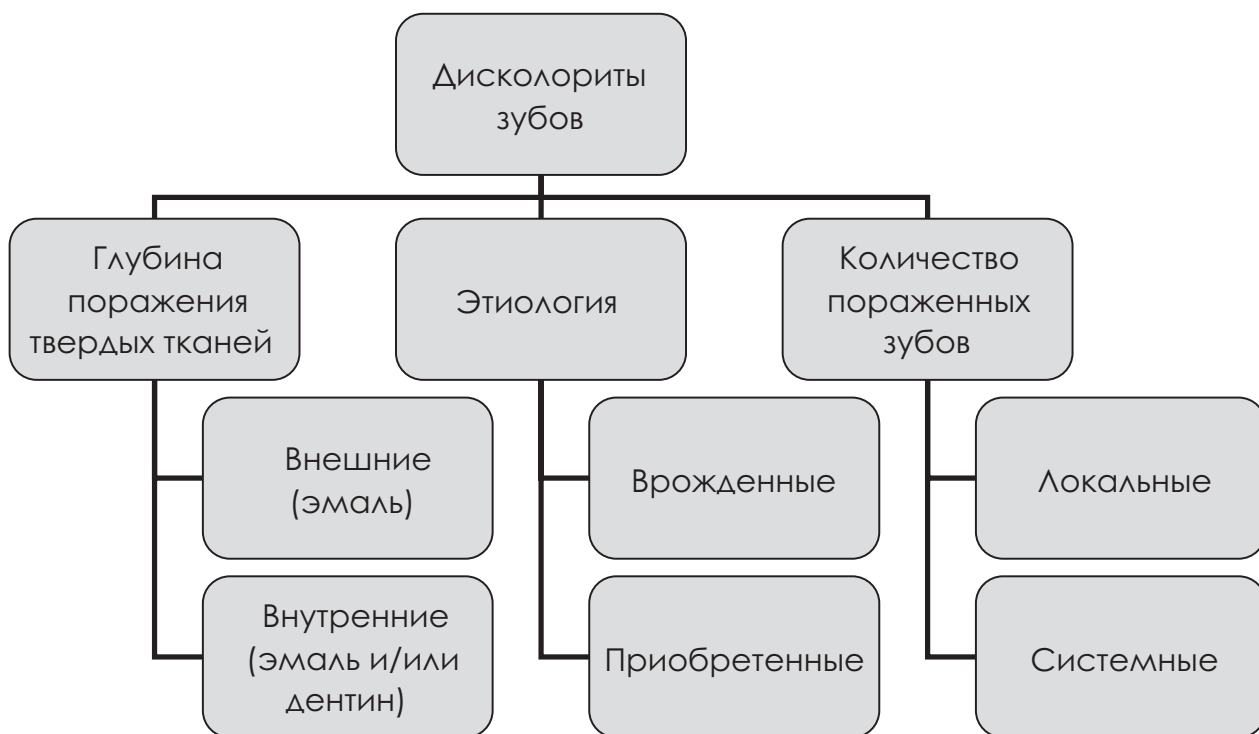 Дисколориты
зубов
Глубина
поражения
твердых тканей
Этиология
Количество
пораженных
зубов
Внешние
(эмаль)
Врожденные
Локальные
Внутренние
(эмаль и/или
дентин)
Приобретенные
Системные